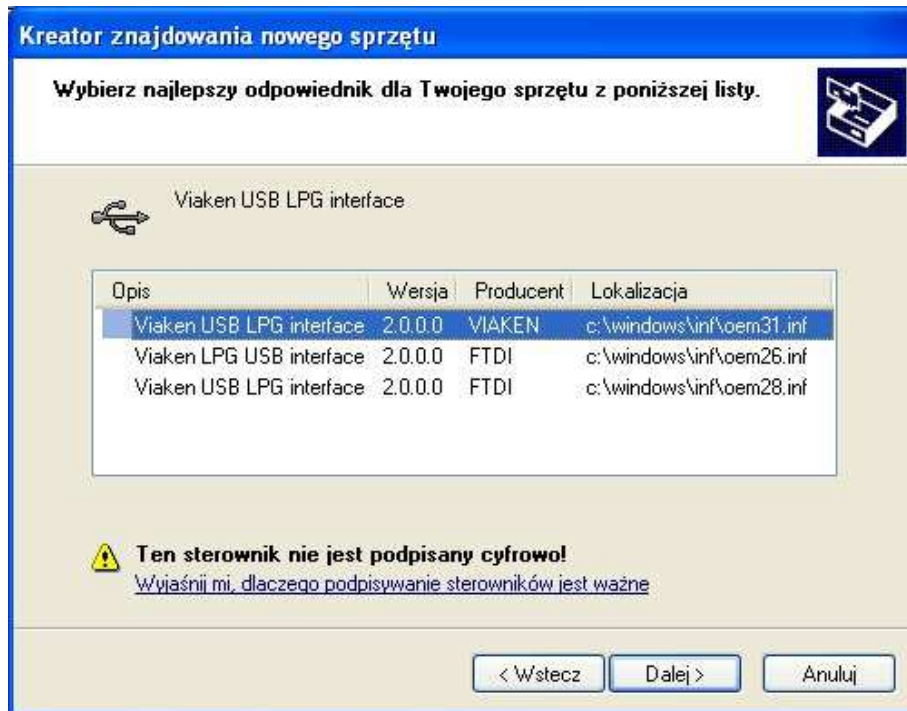 Kreator znajdowania nowego sprzętu
Wybierz najlepszy odpowiednik dla Twojego sprzętu z poniższej listy.
Viaken USB LPG interface
Opis Wersja Producent Lokalizacja
Viaken USB LPG interface 2.0.0.0 VIAKEN c:\windows\inf\oem31.inf
Viaken LPG USB interface 2.0.0.0 FTDI c:\windows\inf\oem26.inf
Viaken USB LPG interface 2.0.0.0 FTDI c:\windows\inf\oem28.inf
Ten sterownik nie jest podpisany cyfrowo!
Wyjaśnij mi, dlaczego podpisywanie sterowników jest ważne
< Wstecz Dalej > Anuluj